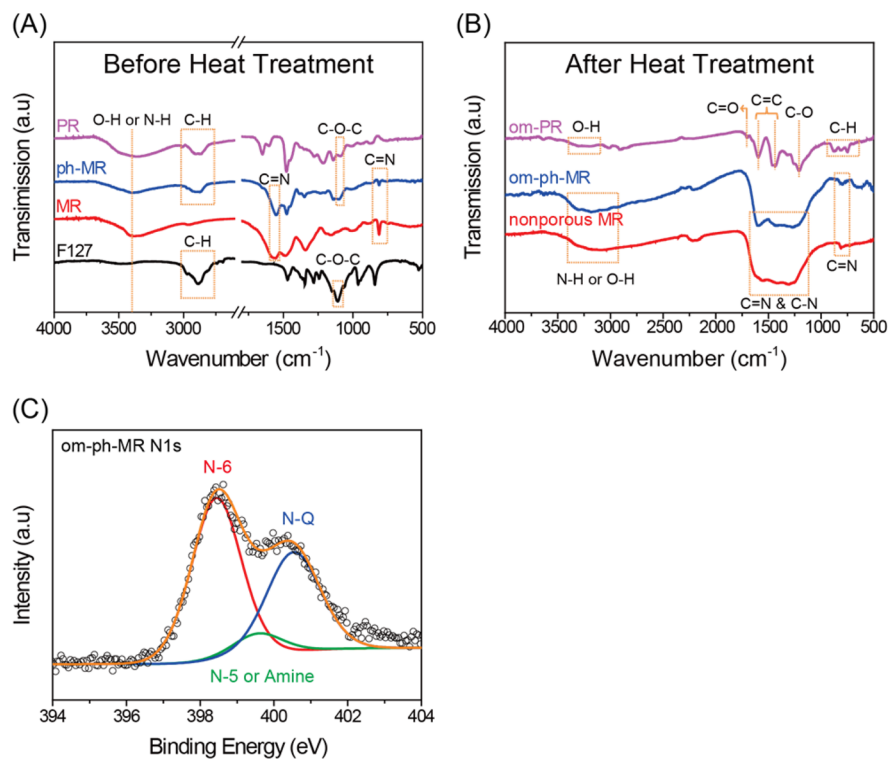 (A)
Before Heat Treatment
PR
O-H or N-H
C-H
C-O-C
C=N
ph-MR
C=N
MR
F127
C-H
C-O-C
Transmission (a.u)
4000 3500 3000 1500 1000 500
Wavenumber (cm⁻¹)
(B)
After Heat Treatment
C=O
C=C
C-O
om-PR
O-H
C-H
om-ph-MR
nonporous MR
N-H or O-H
C=N
C=N & C-N
Transmission (a.u)
4000 3500 3000 2500 2000 1500 1000 500
Wavenumber (cm⁻¹)
(C)
om-ph-MR N1s
N-6
N-Q
N-5 or Amine
Intensity (a.u)
394 396 398 400 402 404
Binding Energy (eV)